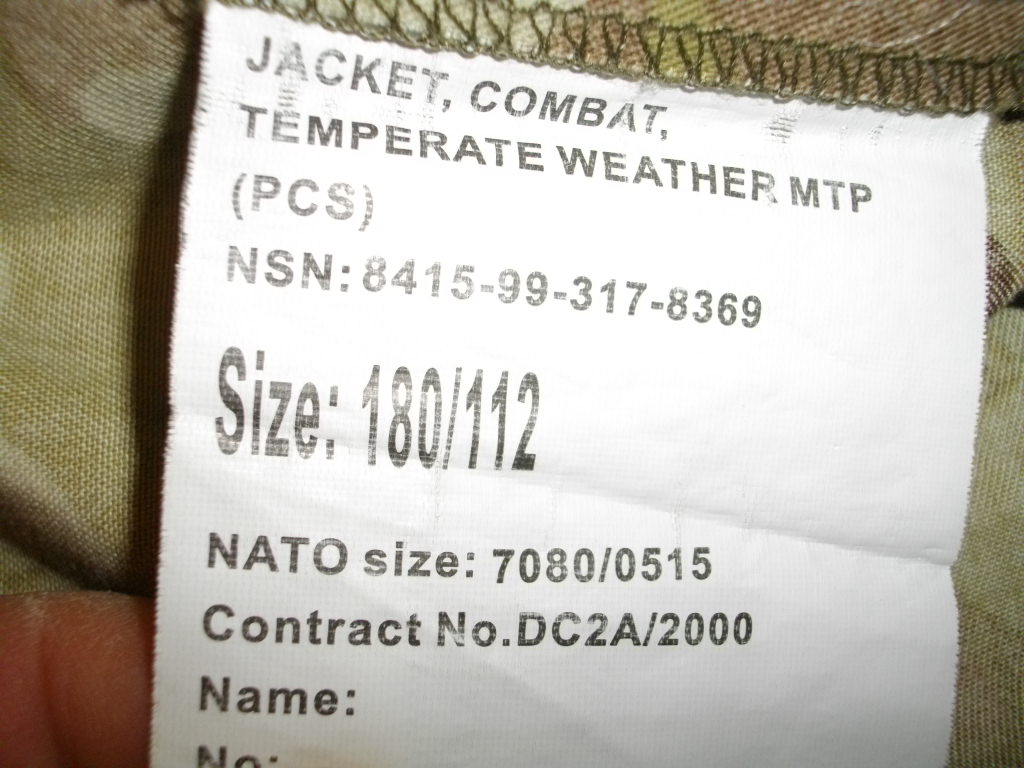 JACKET, COMBAT,
TEMPERATE WEATHER MTP
(PCS)
NSN: 8415-99-317-8369
Size: 180/112
NATO size: 7080/0515
Contract No.DC2A/2000
Name:
No: